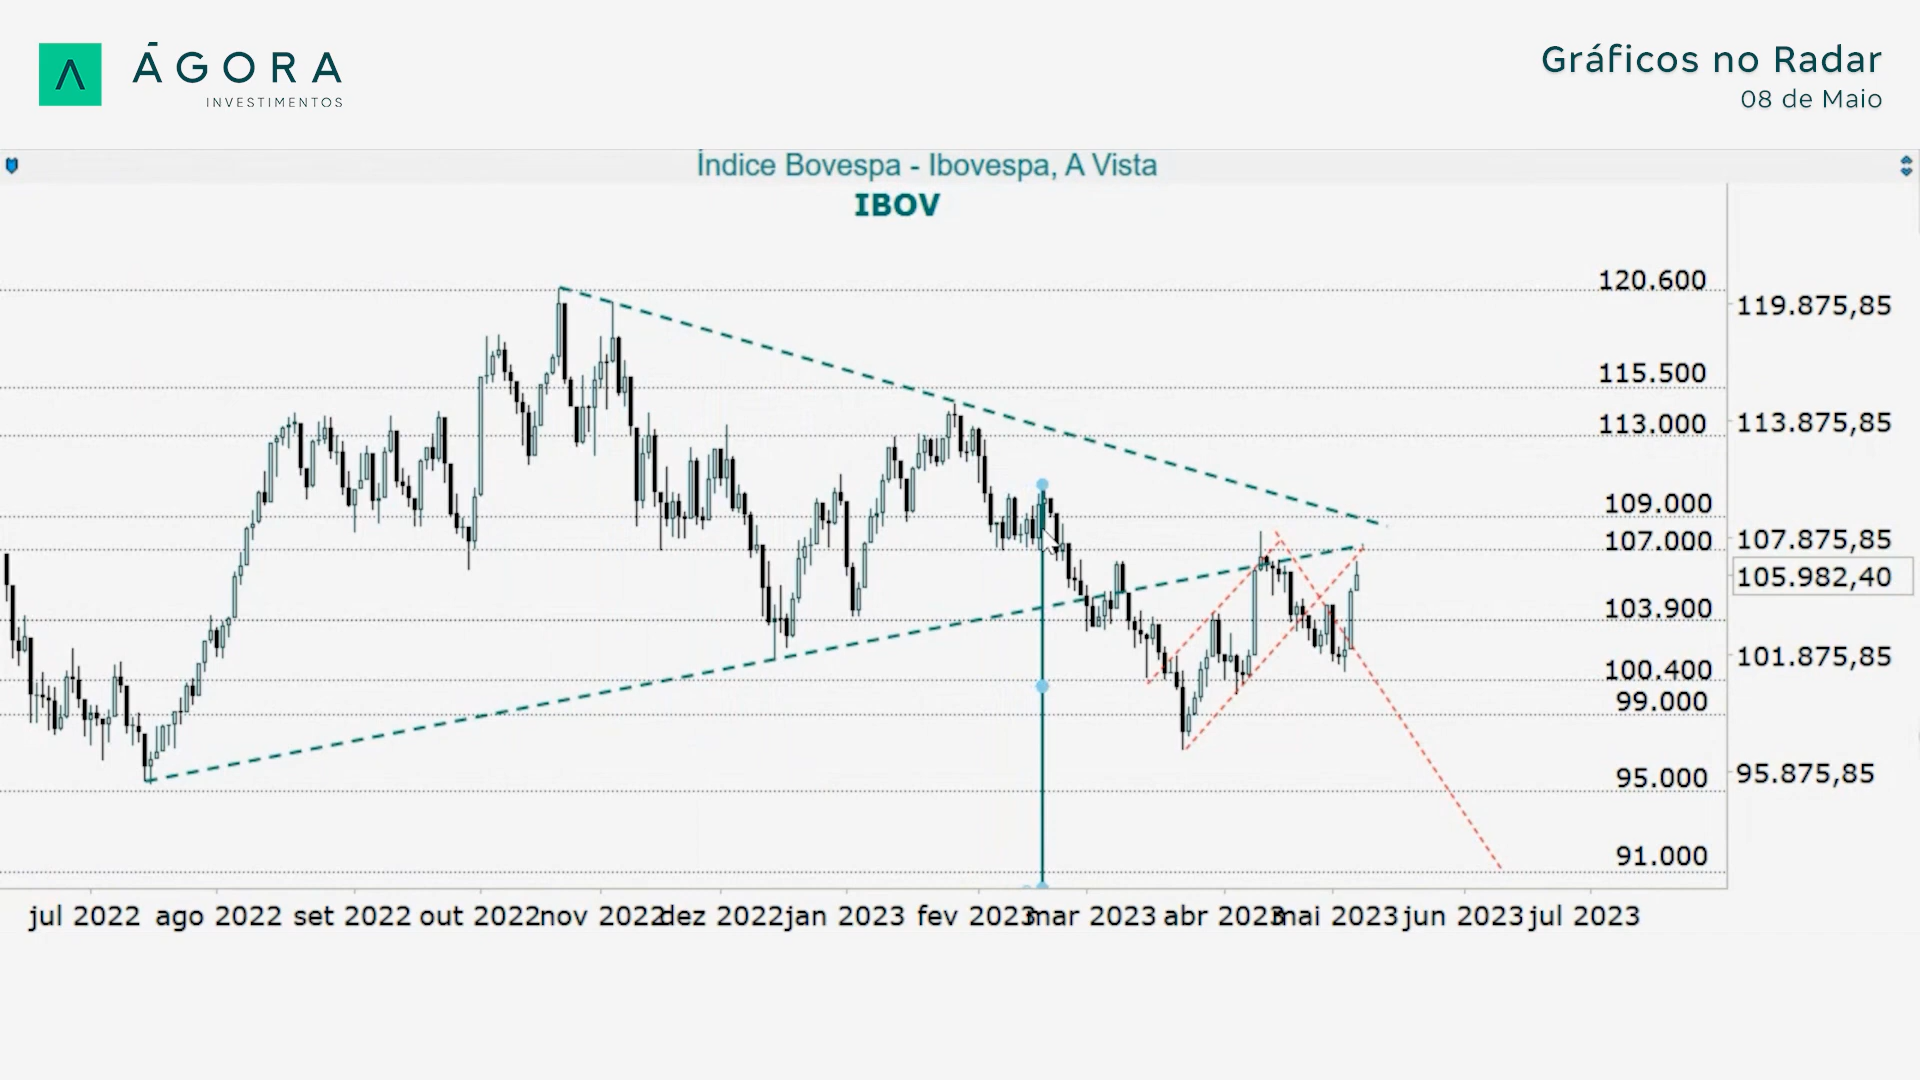 ÁGORA
INVESTIMENTOS
Gráficos no Radar
08 de Maio
Índice Bovespa - Ibovespa, A Vista
IBOV
120.600
119.875,85
115.500
113.000
113.875,85
109.000
107.000
107.875,85
105.982,40
103.900
101.875,85
100.400
99.000
95.000
95.875,85
91.000
jul 2022 ago 2022 set 2022 out 2022 nov 2022 dez 2022 jan 2023 fev 2023 mar 2023 abr 2023 mai 2023 jun 2023 jul 2023